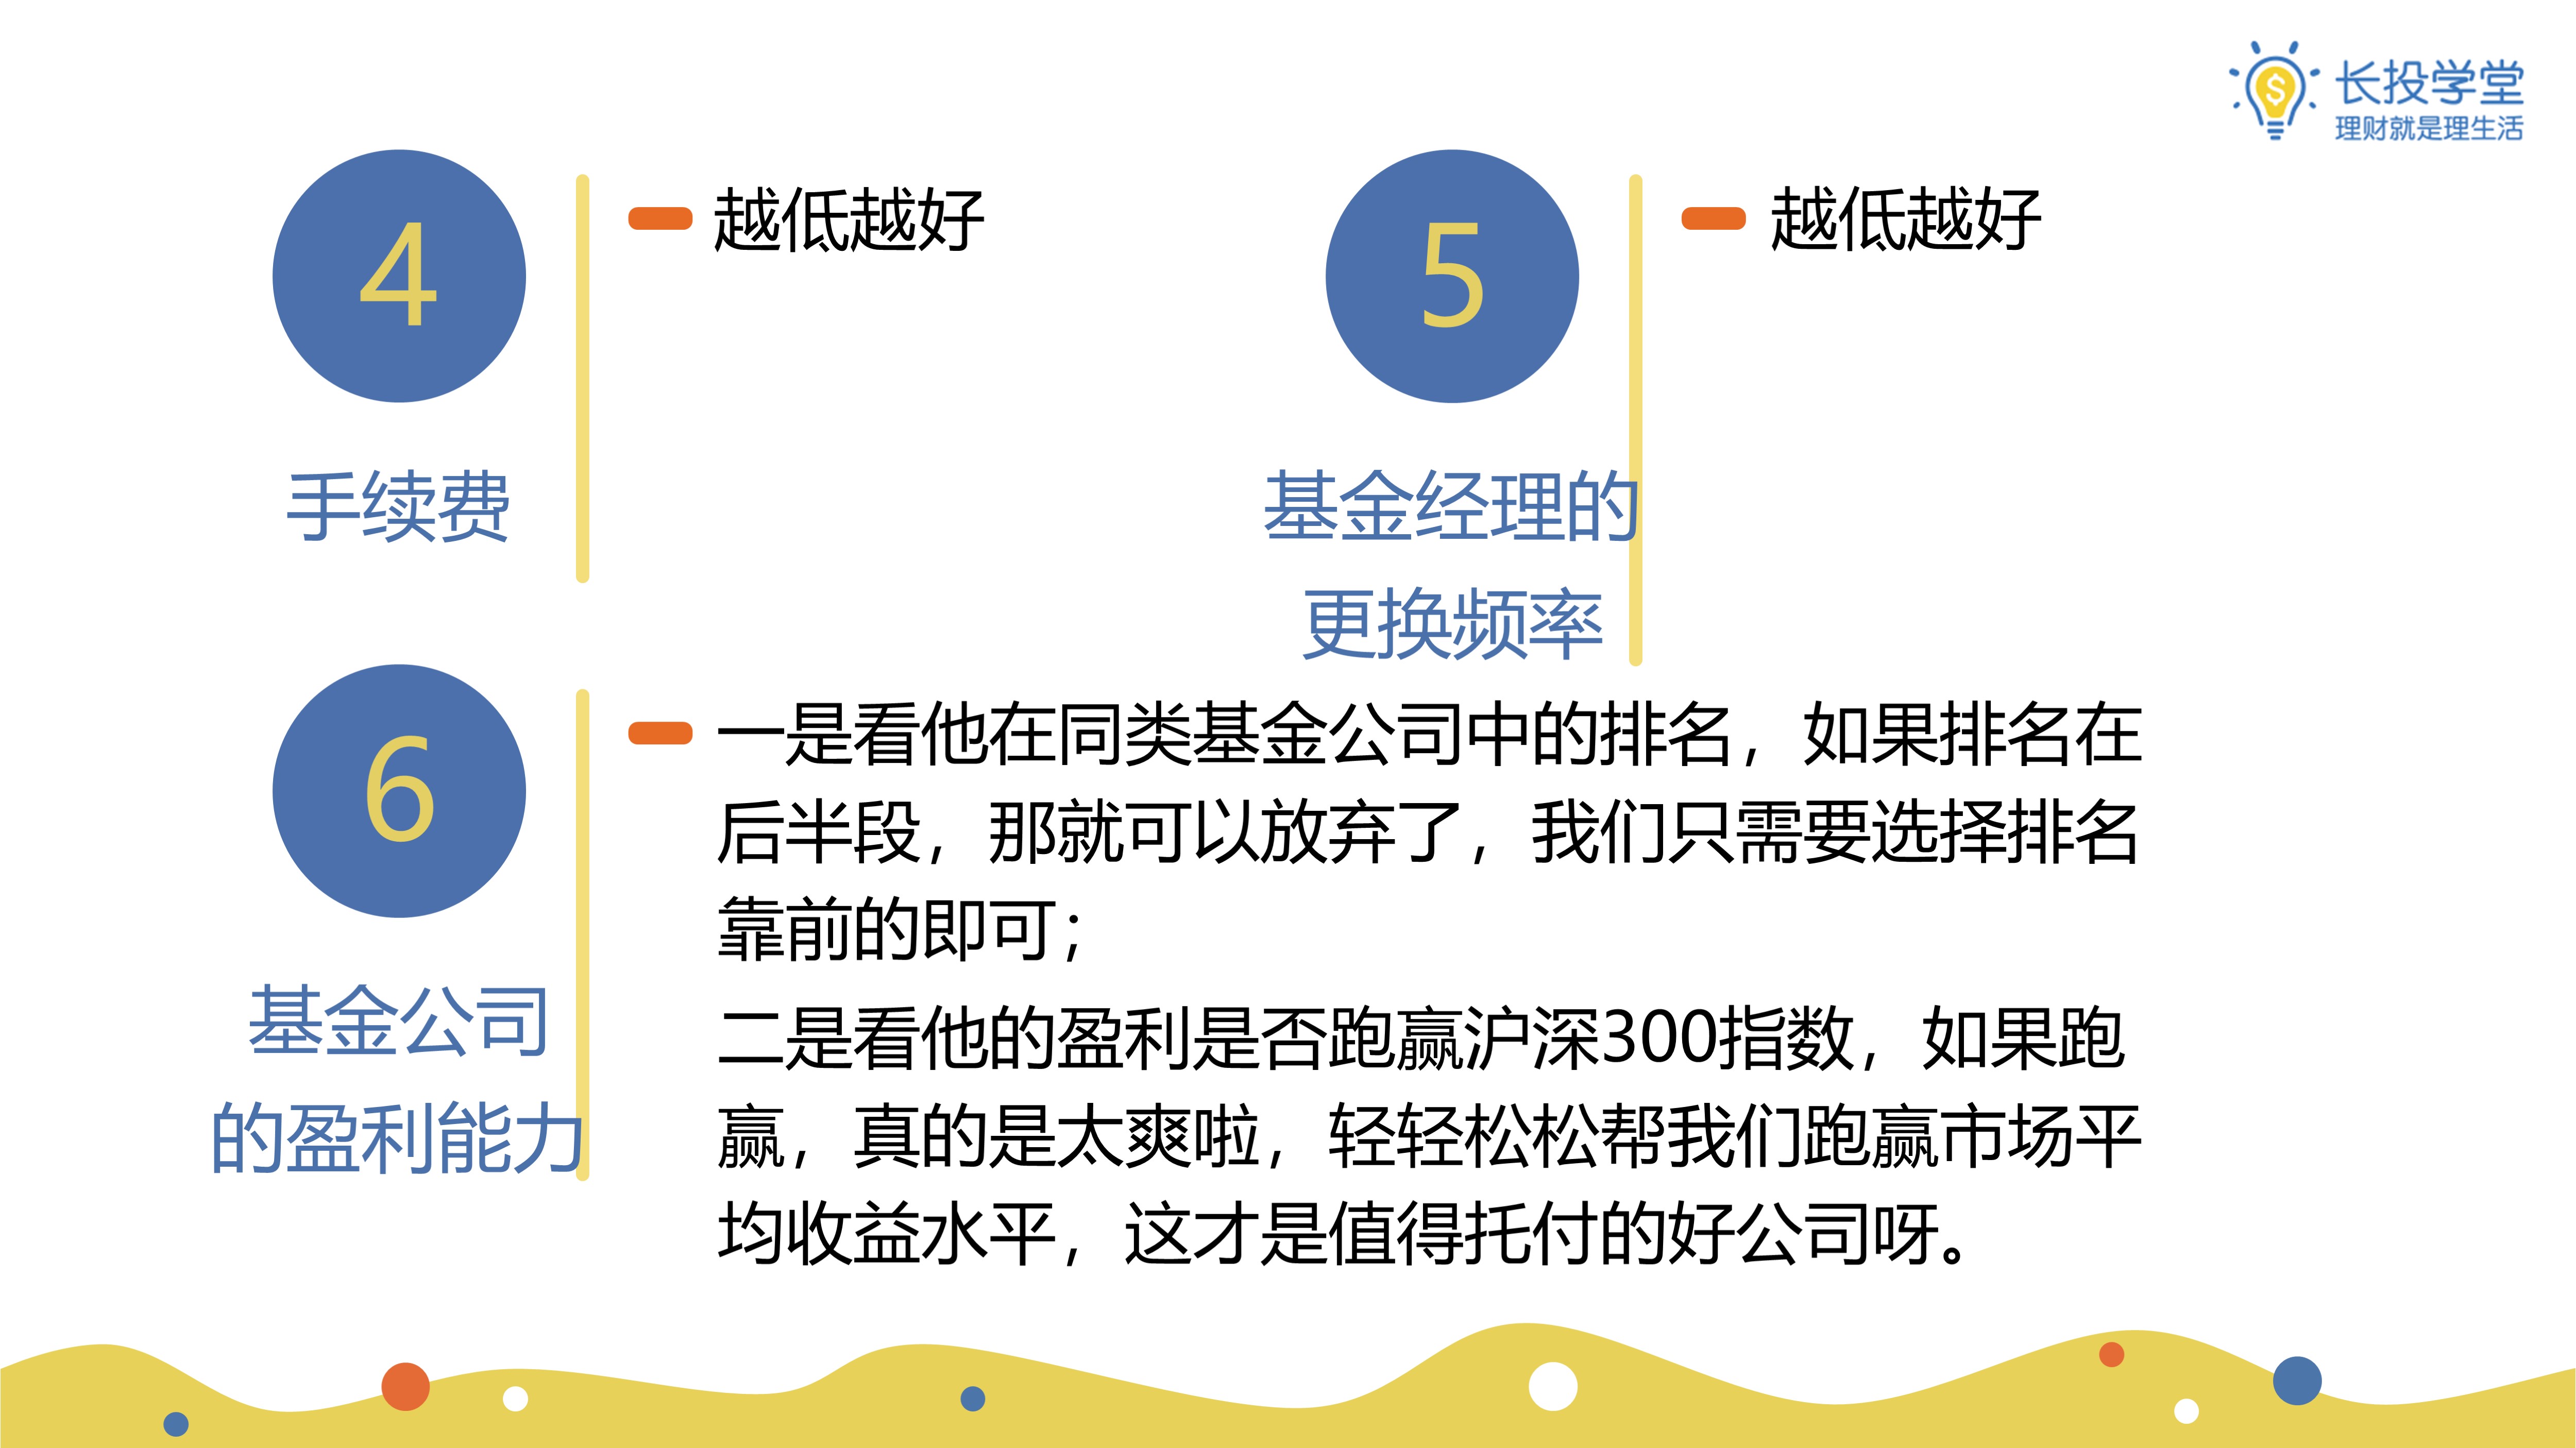 长投学堂
理财就是理生活
4
越低越好
手续费
5
越低越好
基金经理的
更换频率
6
基金公司
的盈利能力
一是看他在同类基金公司中的排名，如果排名在
后半段，那就可以放弃了，我们只需要选择排名
靠前的即可；
二是看他的盈利是否跑赢沪深300指数，如果跑
赢，真的是太爽啦，轻轻松松帮我们跑赢市场平
均收益水平，这才是值得托付的好公司呀。